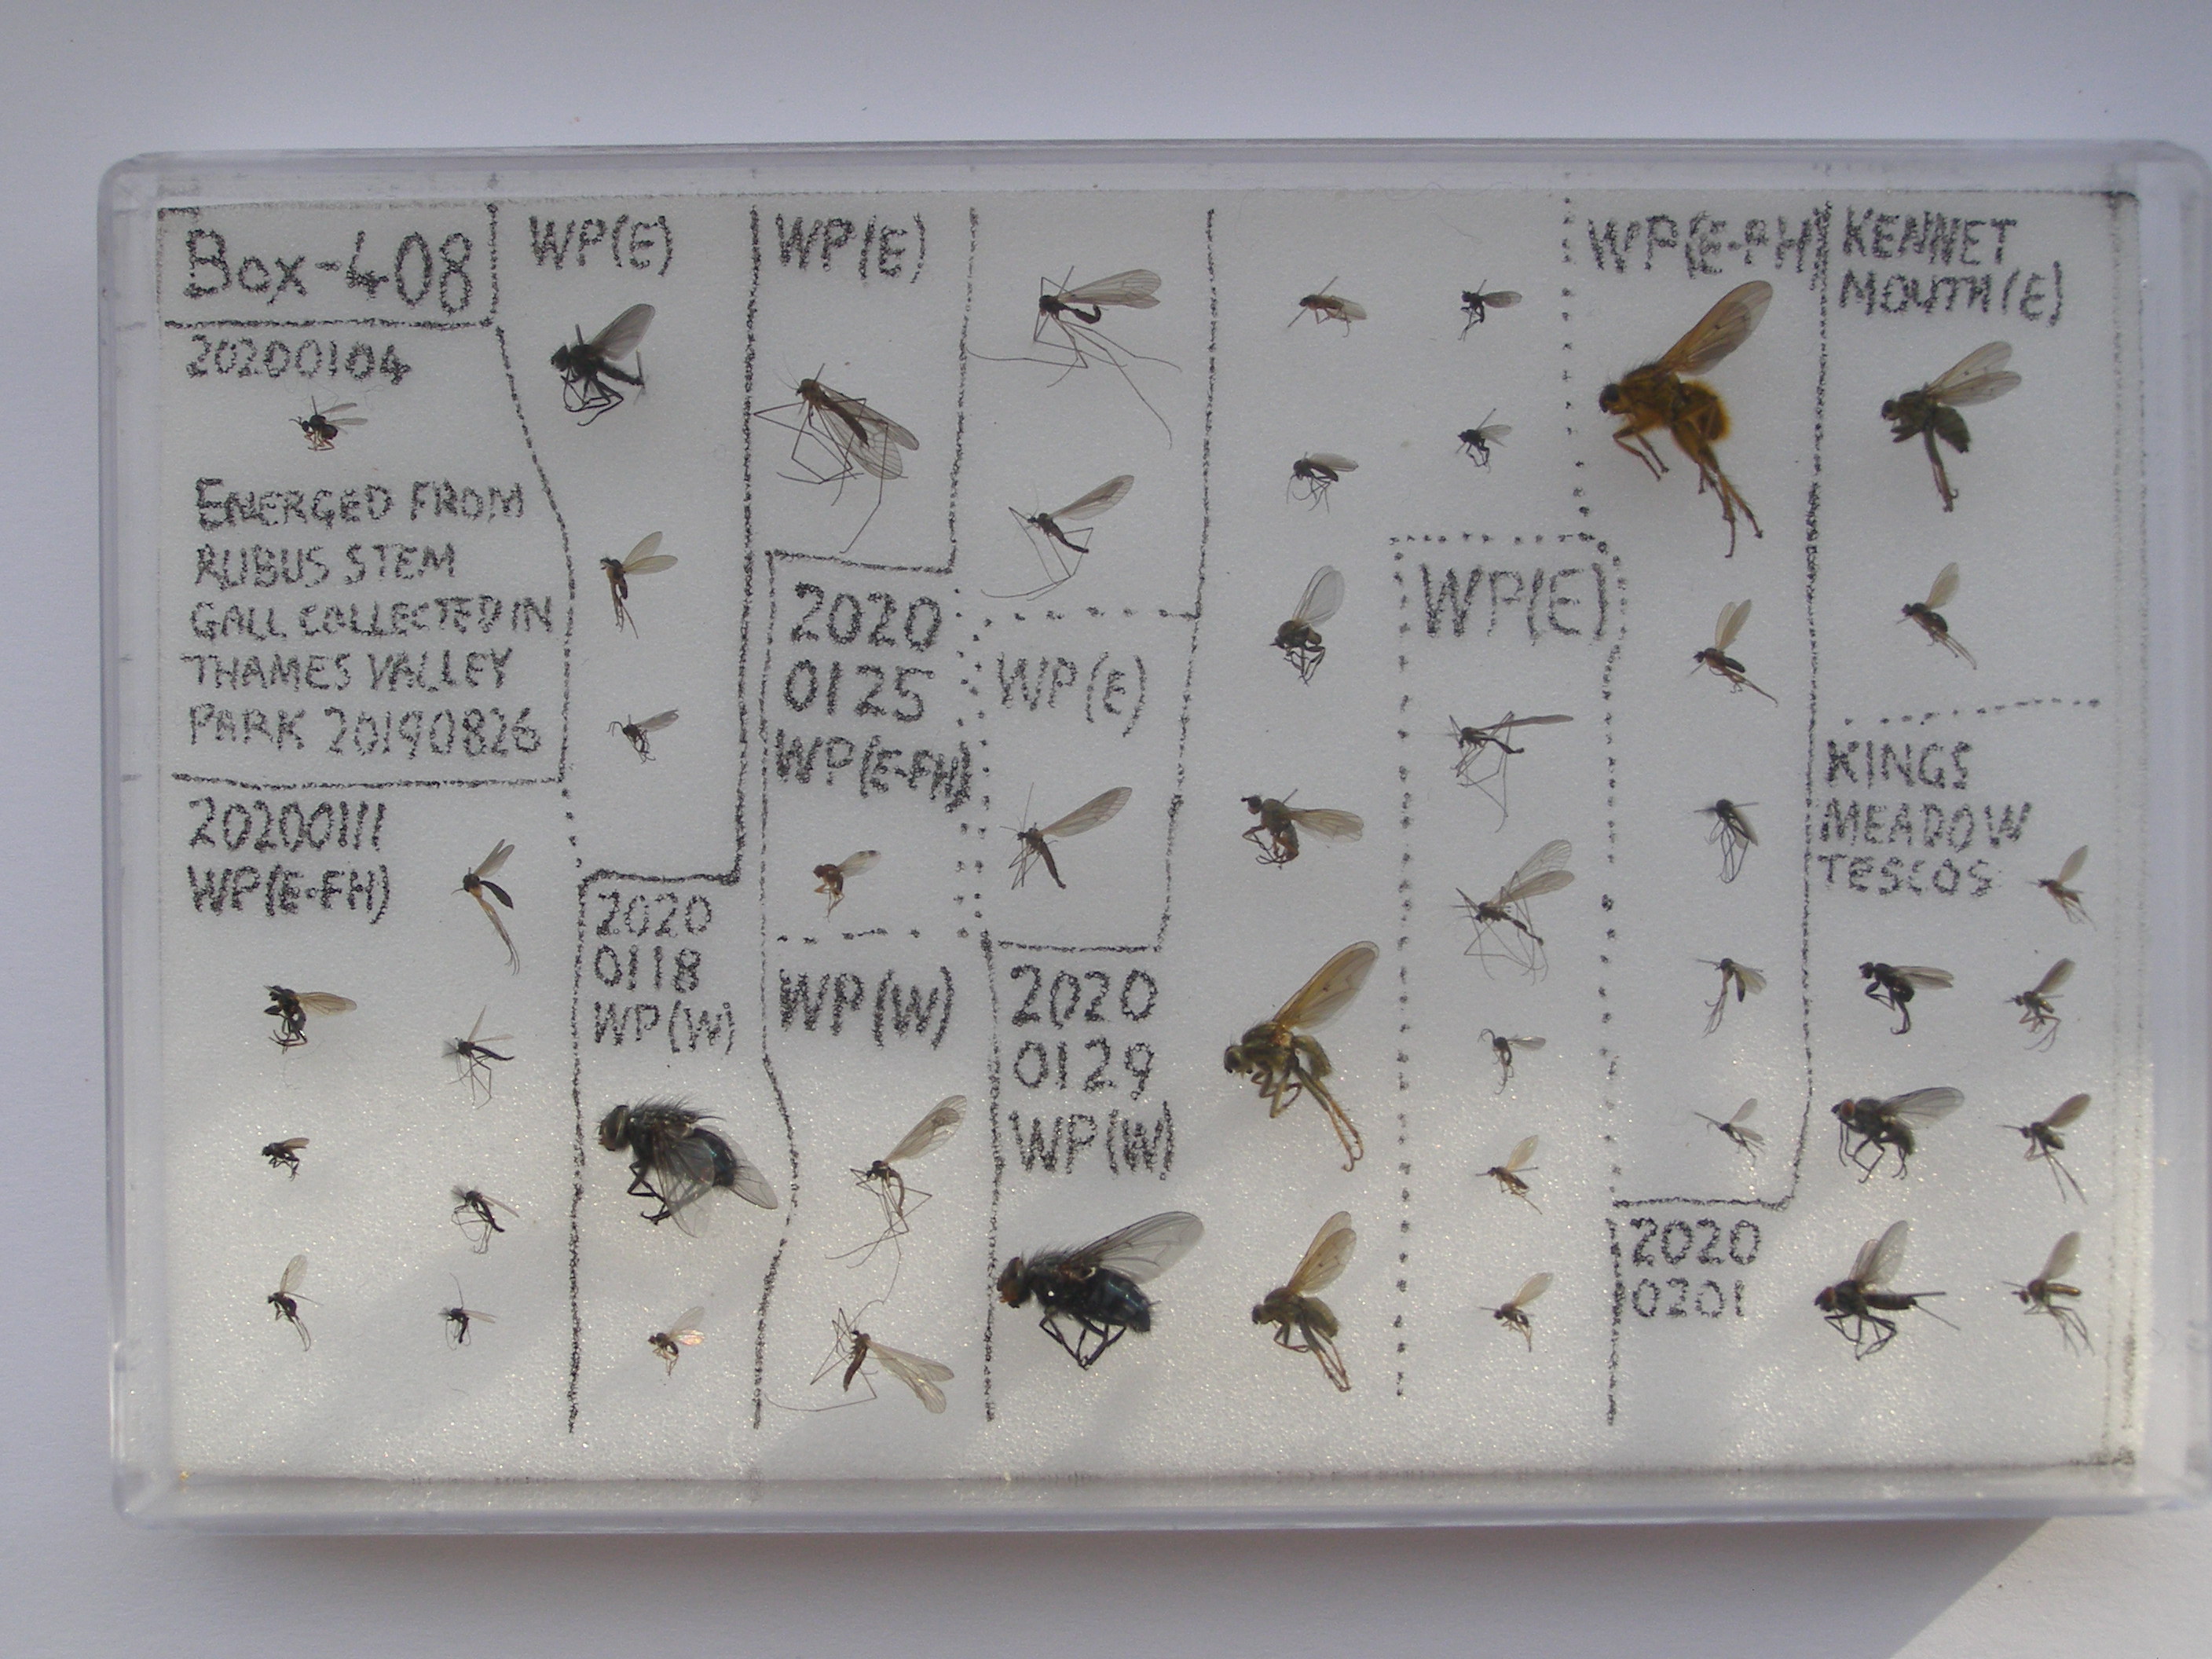 Box-408
20200104
EMERGED FROM
RUBUS STEM
GALL COLLECTED IN
THAMES VALLEY
PARK 20190826
20200111
WP(E-FH)
WP(E)
2020
0118
WP(W)
WP(E)
2020
0125
WP(E-FH)
WP(W)
WP(E)
2020
0129
WP(W)
WP(E)
WP(E-PH)
2020
0201
KENNET
MOUTH(E)
KINGS
MEADOW
TESCOS